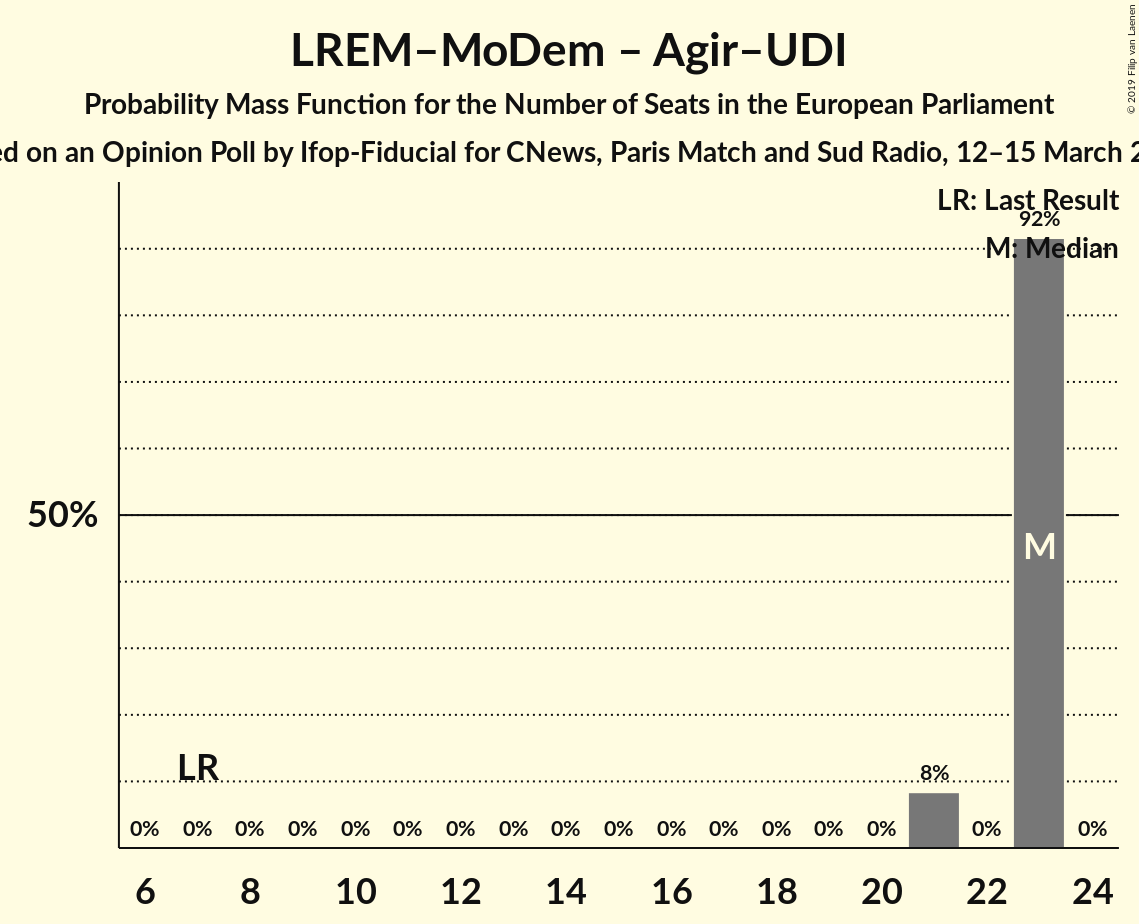 LREM–MoDem – Agir–UDI
Probability Mass Function for the Number of Seats in the European Parliament
on an Opinion Poll by Ifop-Fiducial for CNews, Paris Match and Sud Radio, 12–15 March
© 2019 Filip van Laenen
LR: Last Result
92%
M: Median
50%
M
LR
8%
0% 0% 0% 0% 0% 0% 0% 0% 0% 0% 0% 0% 0% 0% 0% 0% 0%
6 8 10 12 14 16 18 20 22 24